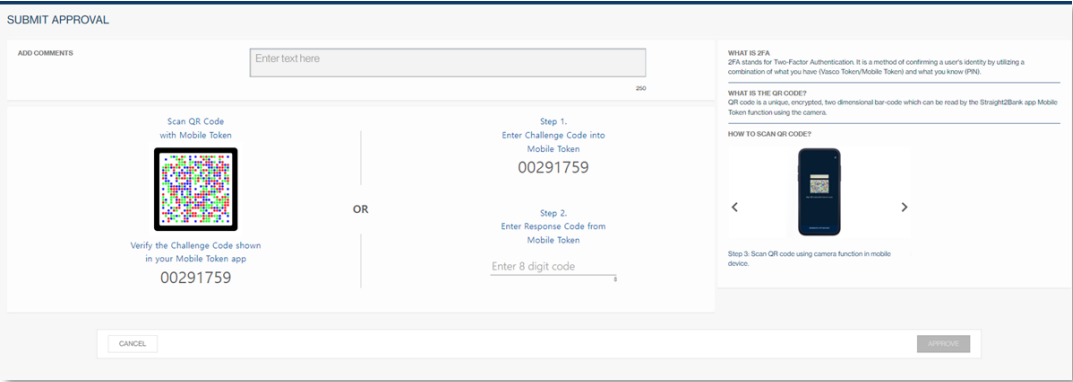 SUBMIT APPROVAL
ADD COMMENTS
Enter text here
250
Scan QR Code
with Mobile Token
Verify the Challenge Code shown
in your Mobile Token app
00291759
OR
Step 1.
Enter Challenge Code into
Mobile Token
00291759
Step 2.
Enter Response Code from
Mobile Token
Enter 8 digit code
WHAT IS 2FA
2FA stands for Two-Factor Authentication. It is a method of confirming a user's identity by utilizing a
combination of what you have (Vasco Token/Mobile Token) and what you know (PIN).
WHAT IS THE QR CODE?
QR code is a unique, encrypted, two dimensional bar-code which can be read by the Straight2Bank app Mobile
Token function using the camera.
HOW TO SCAN QR CODE?
Step 3: Scan QR code using camera function in mobile
device.
CANCEL
APPROVE